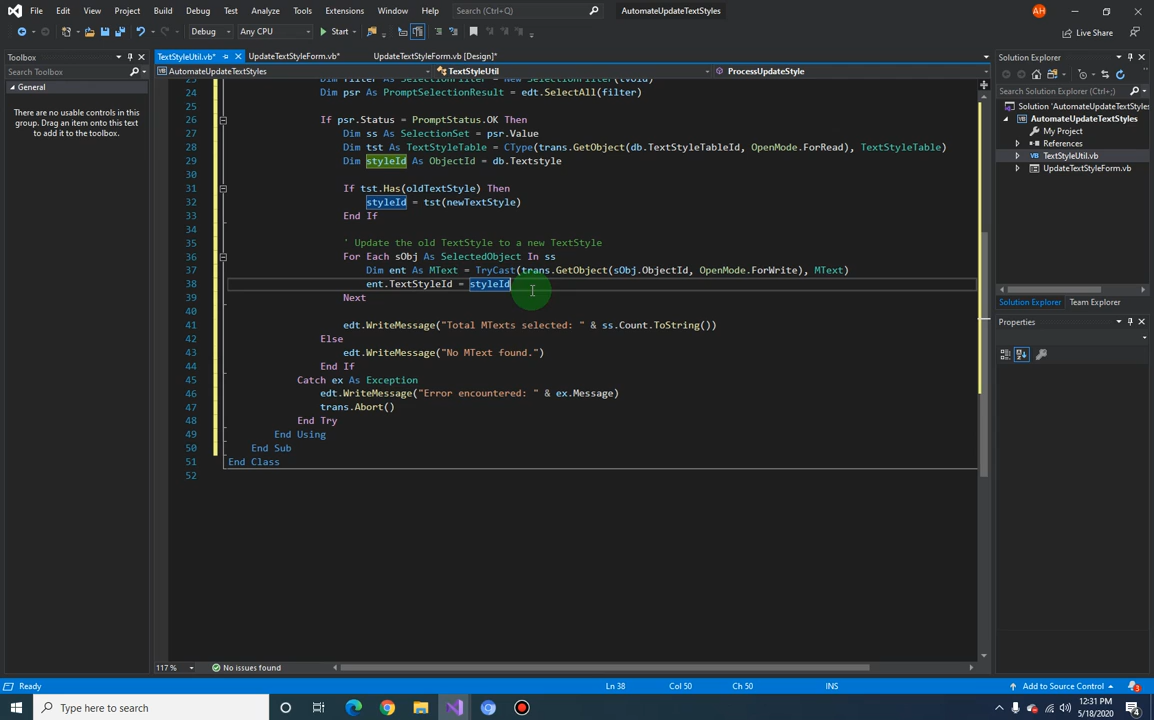 File Edit View Project Build Debug Test Analyze Tools Extensions Window Help Search (Ctrl+Q) AutomateUpdateTextStyles AH
Debug Any CPU Start Live Share
Toolbox
Search Toolbox
General
There are no usable controls in this
group. Drag an item onto this text
to add it to the toolbox.
TextStyleUtil.vb* UpdateTextStyleForm.vb* UpdateTextStyleForm.vb [Design]*
AutomateUpdateTextStyles TextStyleUtil ProcessUpdateStyle
24 Dim psr As PromptSelectionResult = edt.SelectAll(filter)
25
26 If psr.Status = PromptStatus.OK Then
27 Dim ss As SelectionSet = psr.Value
28 Dim tst As TextStyleTable = CType(trans.GetObject(db.TextStyleTableId, OpenMode.ForRead), TextStyleTable)
29 Dim styleId As ObjectId = db.Textstyle
30
31 If tst.Has(oldTextStyle) Then
32 styleId = tst(newTextStyle)
33 End If
34
35 ' Update the old TextStyle to a new TextStyle
36 For Each sObj As SelectedObject In ss
37 Dim ent As MText = TryCast(trans.GetObject(sObj.ObjectId, OpenMode.ForWrite), MText)
38 ent.TextStyleId = styleId
39 Next
40
41 edt.WriteMessage("Total MTexts selected: " & ss.Count.ToString())
42 Else
43 edt.WriteMessage("No MText found.")
44 End If
45 Catch ex As Exception
46 edt.WriteMessage("Error encountered: " & ex.Message)
47 trans.Abort()
48 End Try
49 End Using
50 End Sub
51 End Class
52
117 % No issues found
Solution Explorer
Search Solution Explorer (Ctrl+;)
Solution 'AutomateUpdateTextStyles
AutomateUpdateTextStyles
My Project
References
TextStyleUtil.vb
UpdateTextStyleForm.vb
Solution Explorer Team Explorer
Properties
Ready Ln 38 Col 50 Ch 50 INS Add to Source Control 3
Type here to search 12:31 PM
5/18/2020 4